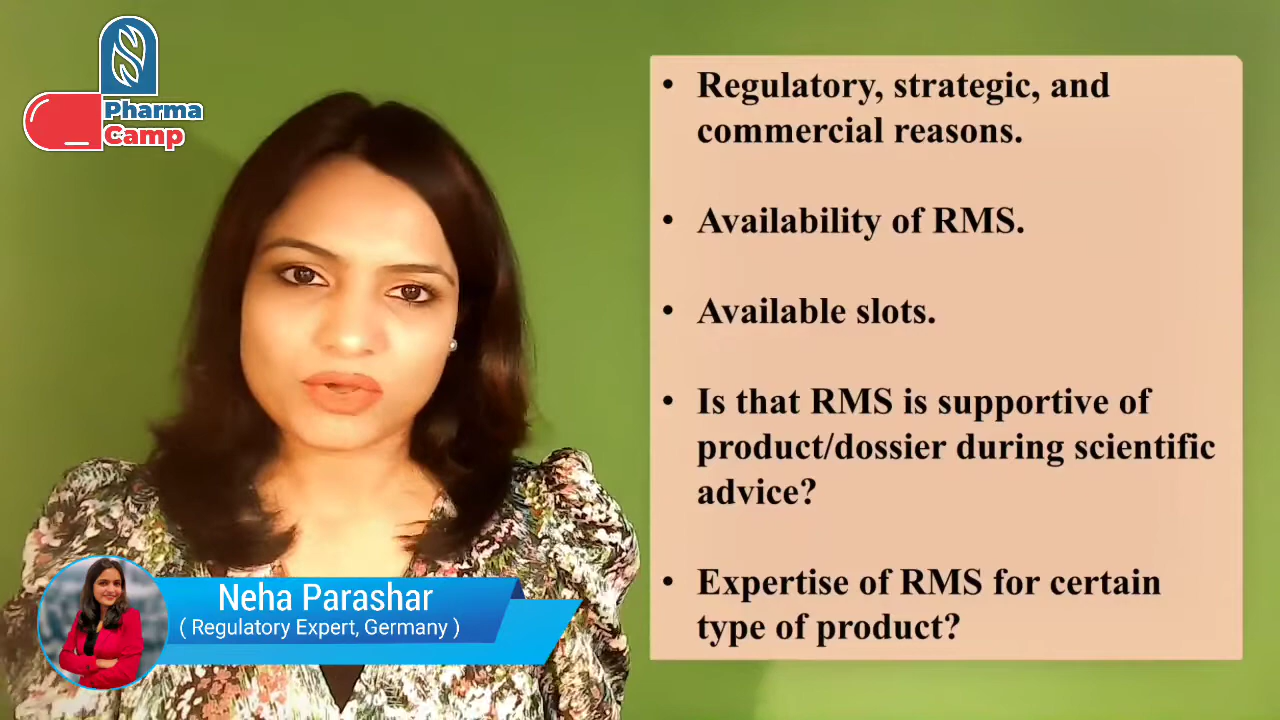 Pharma
Camp
• Regulatory, strategic, and
commercial reasons.
• Availability of RMS.
• Available slots.
• Is that RMS is supportive of
product/dossier during scientific
advice?
• Expertise of RMS for certain
type of product?
Neha Parashar
( Regulatory Expert, Germany )